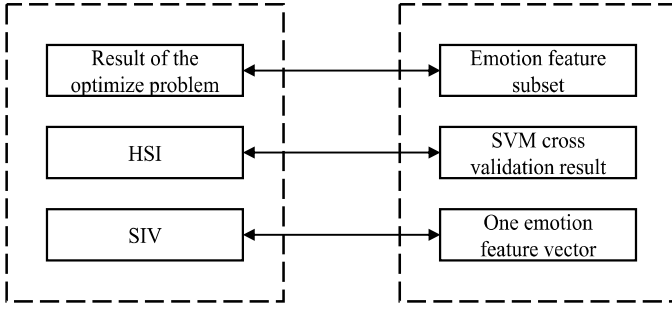 Result of the
optimize problem
Emotion feature
subset
HSI
SVM cross
validation result
SIV
One emotion
feature vector